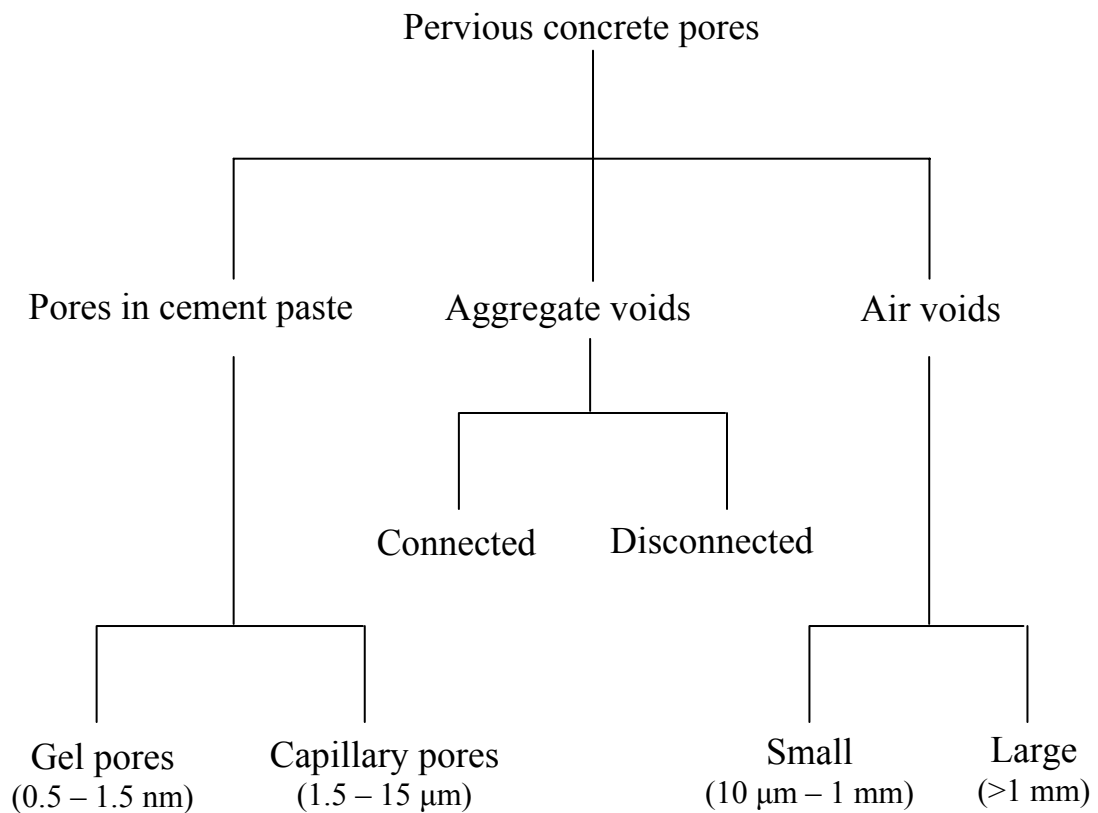 Pervious concrete pores
Pores in cement paste
Aggregate voids
Air voids
Connected
Disconnected
Gel pores
(0.5 – 1.5 nm)
Capillary pores
(1.5 – 15 μm)
Small
(10 μm – 1 mm)
Large
(>1 mm)